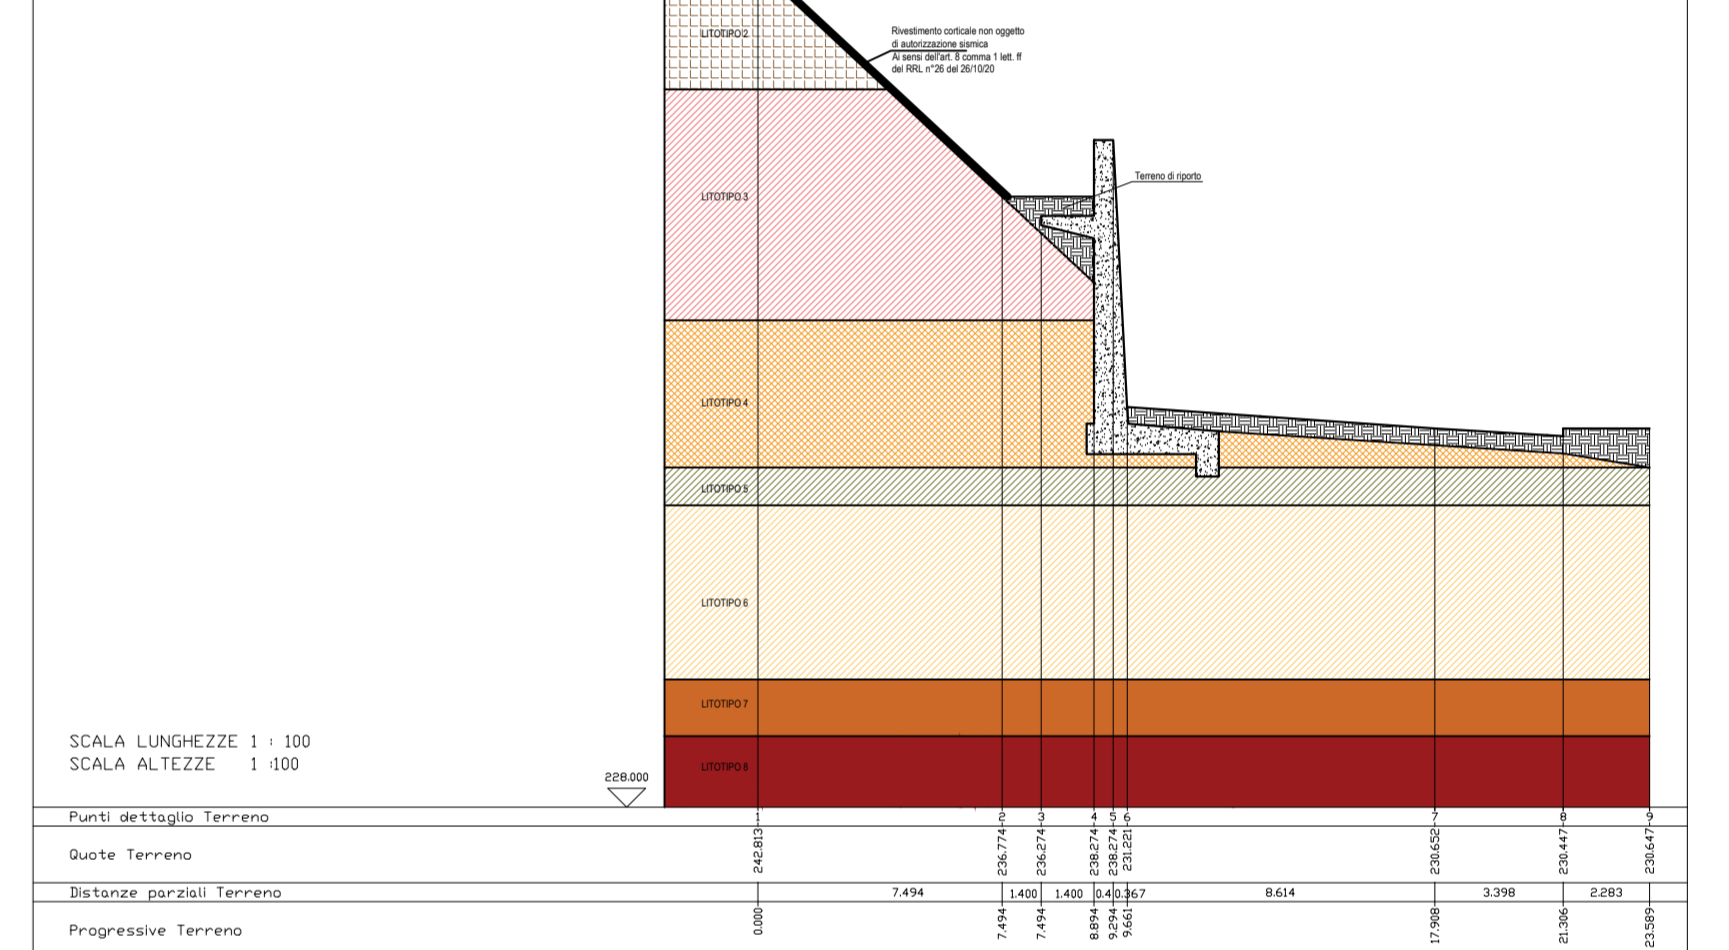 LITOTIPO 2
Rivestimento corticale non oggetto
di autorizzazione sismica
Ai sensi dell'art. 8 comma 1 lett. ff
del RRL n°26 del 26/10/20
Terreno di riporto
LITOTIPO 3
LITOTIPO 4
LITOTIPO 5
LITOTIPO 6
LITOTIPO 7
LITOTIPO 8
SCALA LUNGHEZZE 1 : 100
SCALA ALTEZZE 1 :100
228.000
Punti dettaglio Terreno 1 2 3 4 5 6 7 8 9
Quote Terreno 242.813 236.774 236.274 238.274 238.274 231.221 230.652 230.447 230.647
Distanze parziali Terreno 7.494 1.400 1.400 0.4 0.367 8.614 3.398 2.283
Progressive Terreno 0.000 7.494 7.494 8.894 9.294 9.661 17.908 21.306 23.589